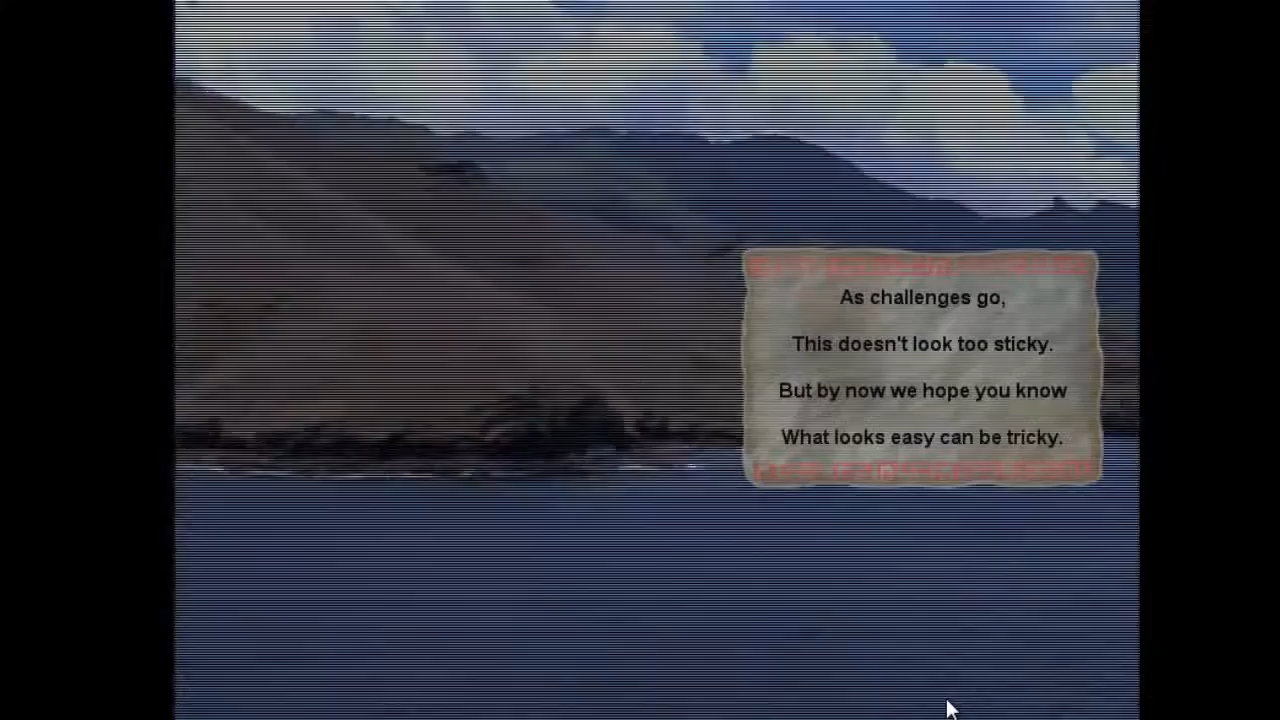 As challenges go,
This doesn't look too sticky.
But by now we hope you know
What looks easy can be tricky.